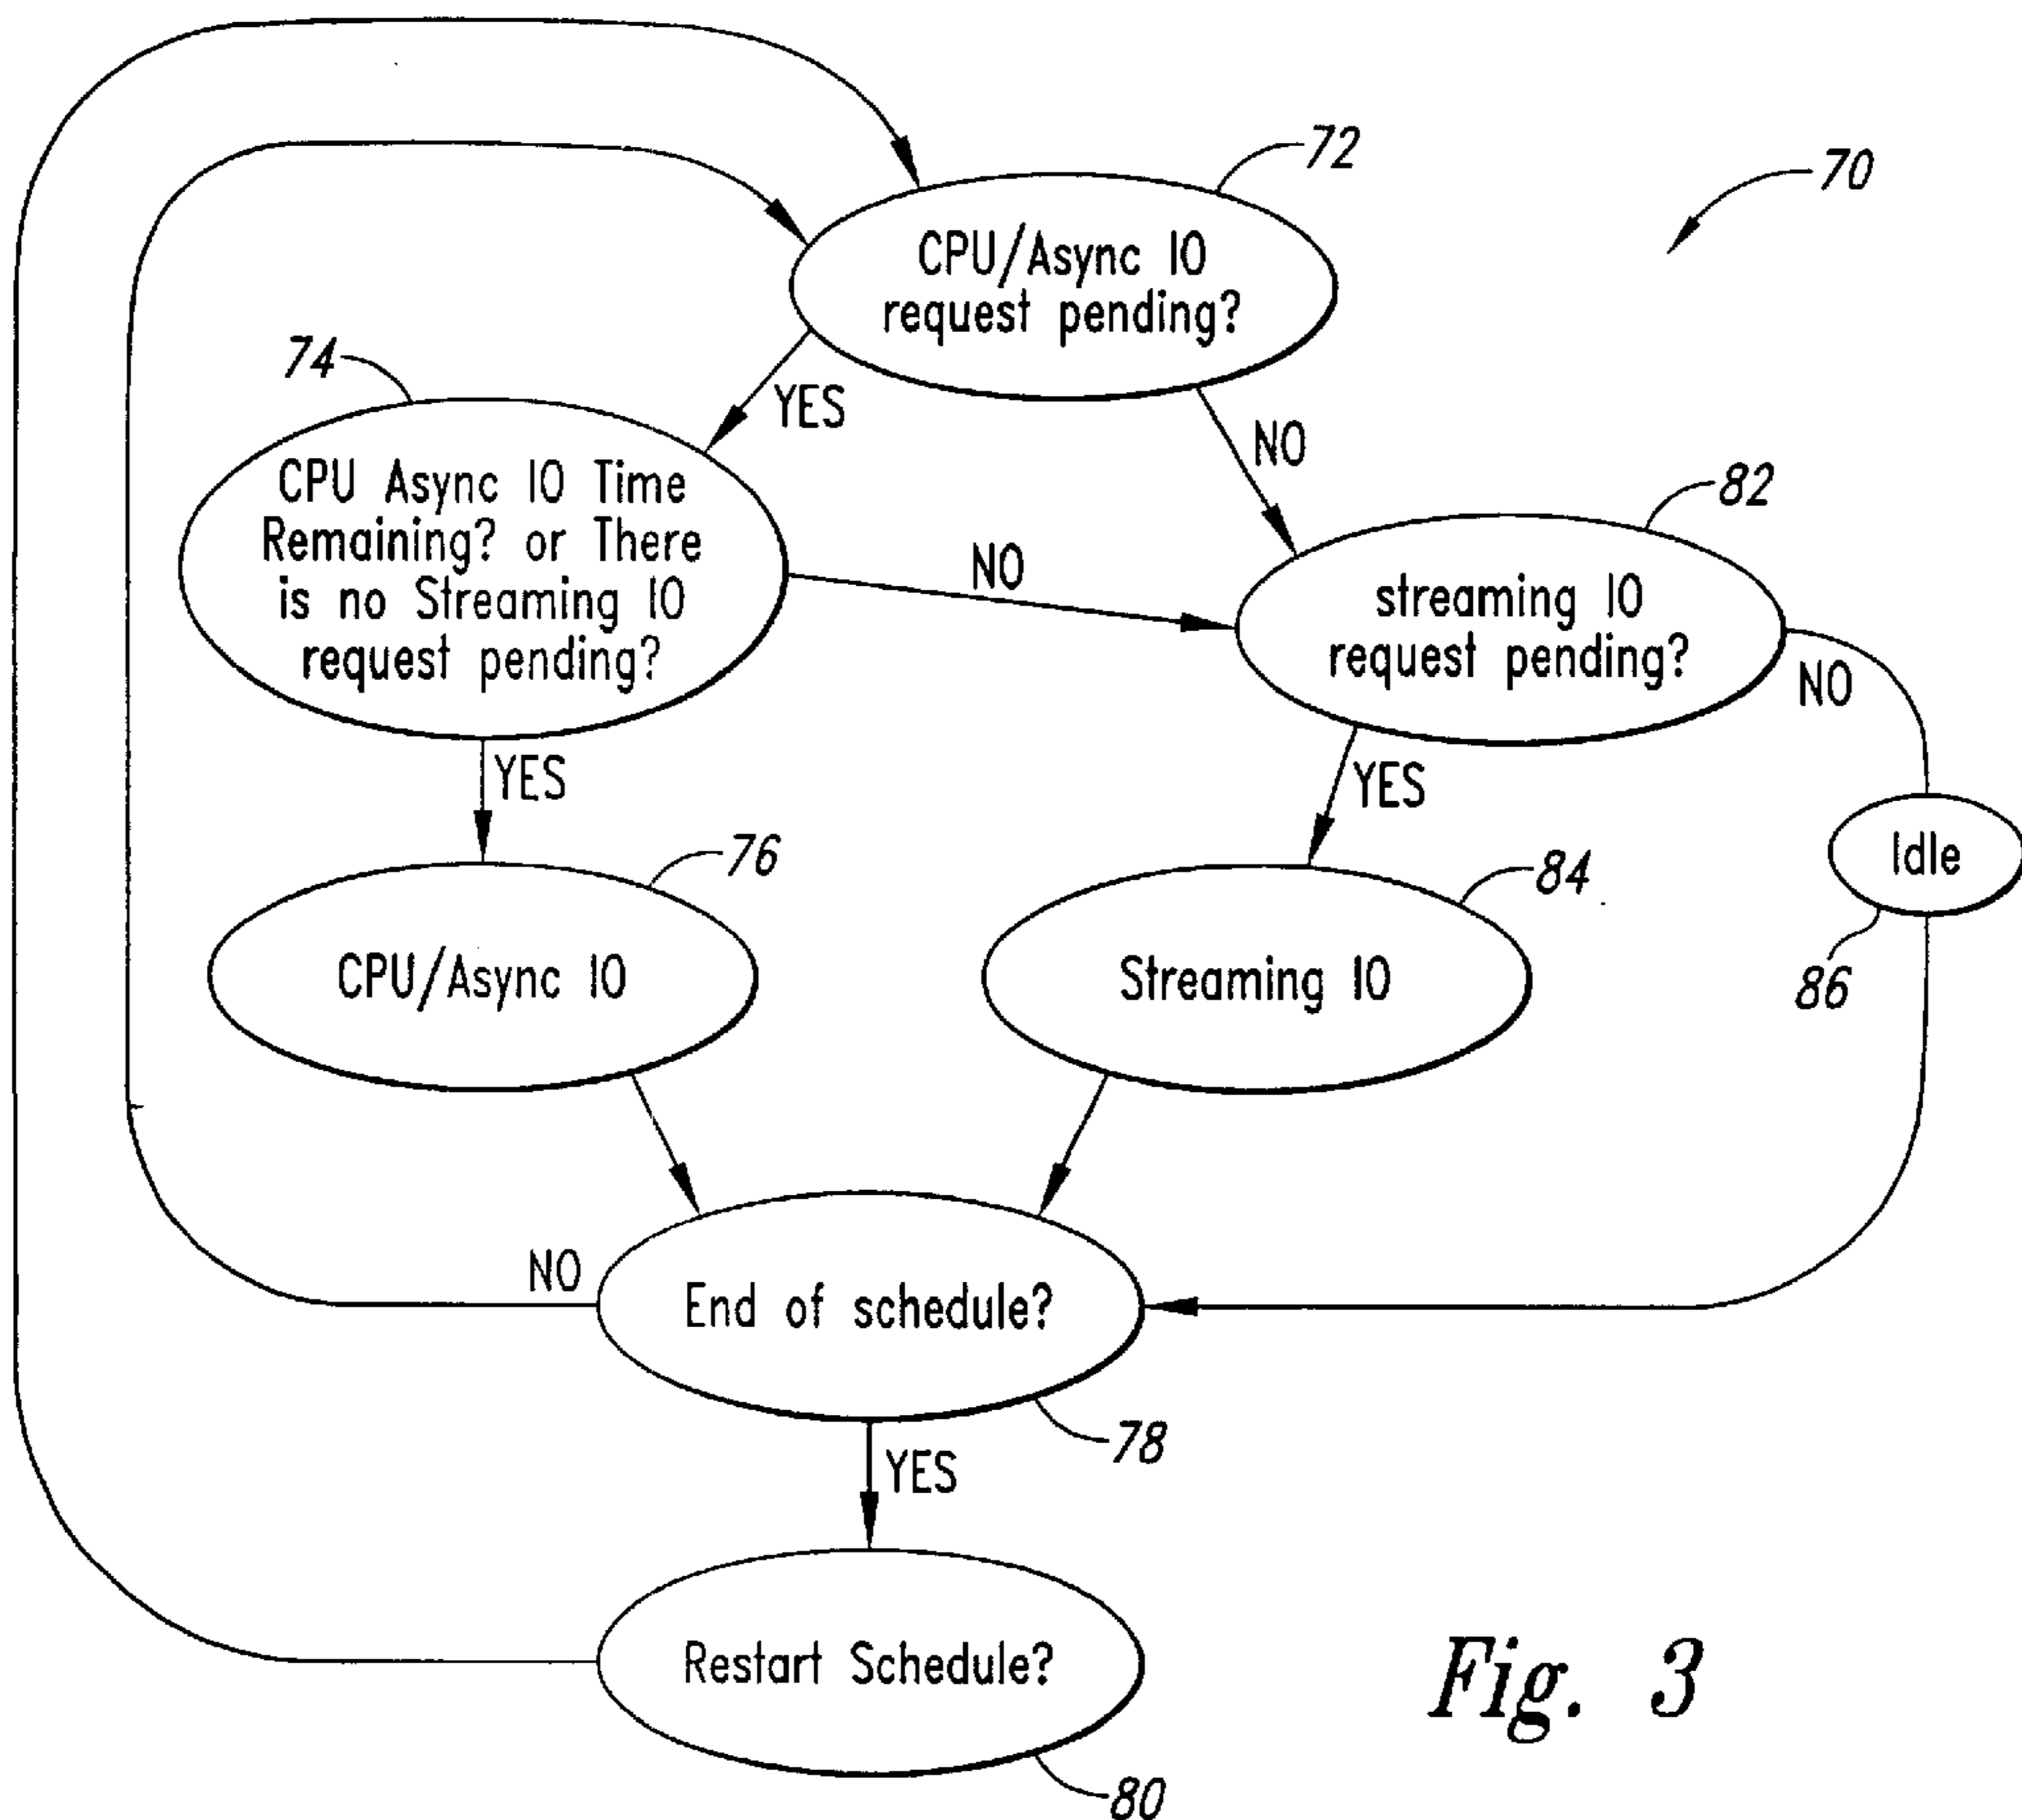 72
70
CPU/Async IO
request pending?
74
YES
NO
CPU Async IO Time
Remaining? or There
is no Streaming IO
request pending?
NO
82
streaming IO
request pending?
NO
YES
YES
76
84
Idle
86
CPU/Async IO
Streaming IO
NO
End of schedule?
78
YES
Restart Schedule?
80
Fig. 3